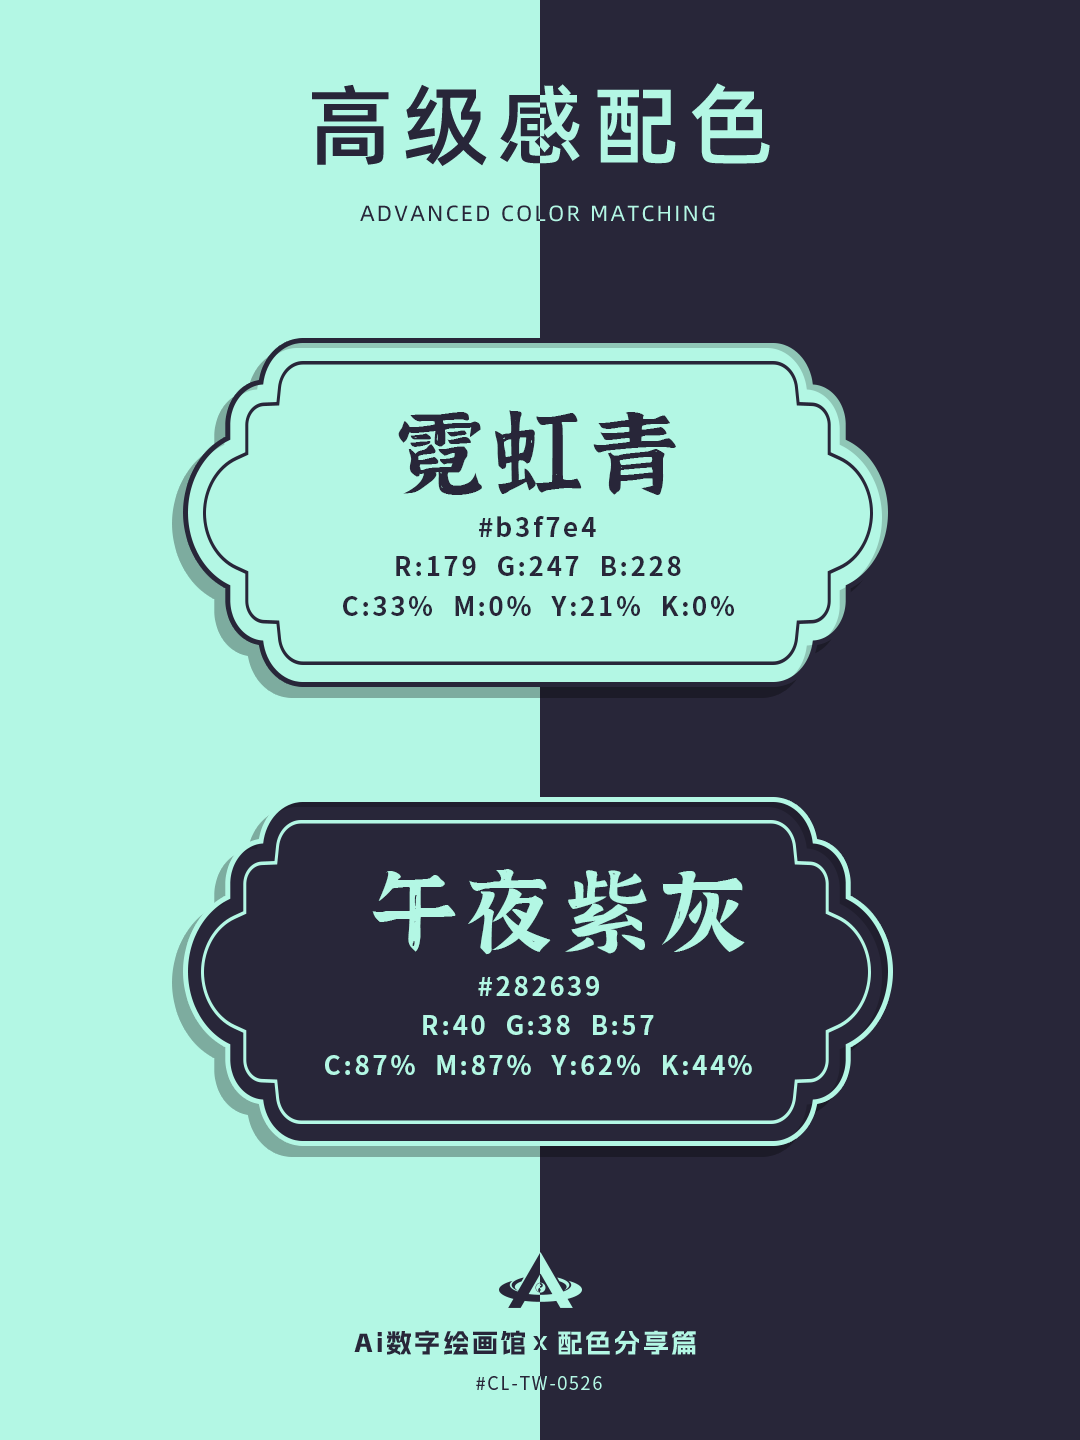 高级感配色
ADVANCED COLOR MATCHING
霓虹青
#b3f7e4
R:179 G:247 B:228
C:33% M:0% Y:21% K:0%
午夜紫灰
#282639
R:40 G:38 B:57
C:87% M:87% Y:62% K:44%
Ai数字绘画馆 x 配色分享篇
#CL-TW-0526